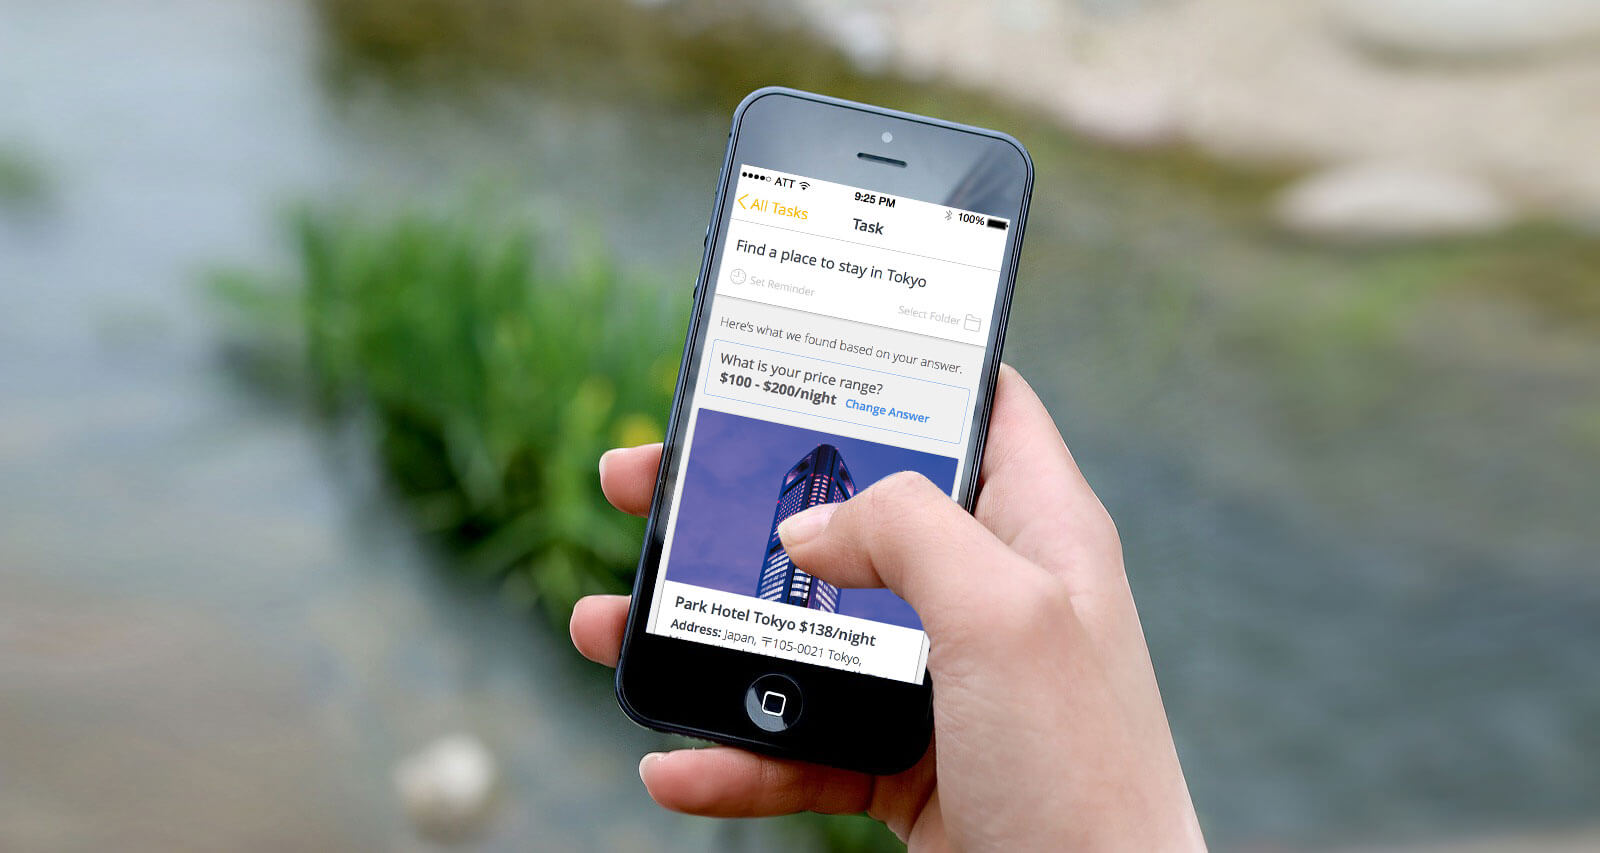 ATT 9:25 PM 100%
All Tasks
Task
Find a place to stay in Tokyo
Set Reminder
Select Folder
Here's what we found based on your answer.
What is your price range?
$100 - $200/night Change Answer
Park Hotel Tokyo $138/night
Address: Japan, 〒105-0021 Tokyo,